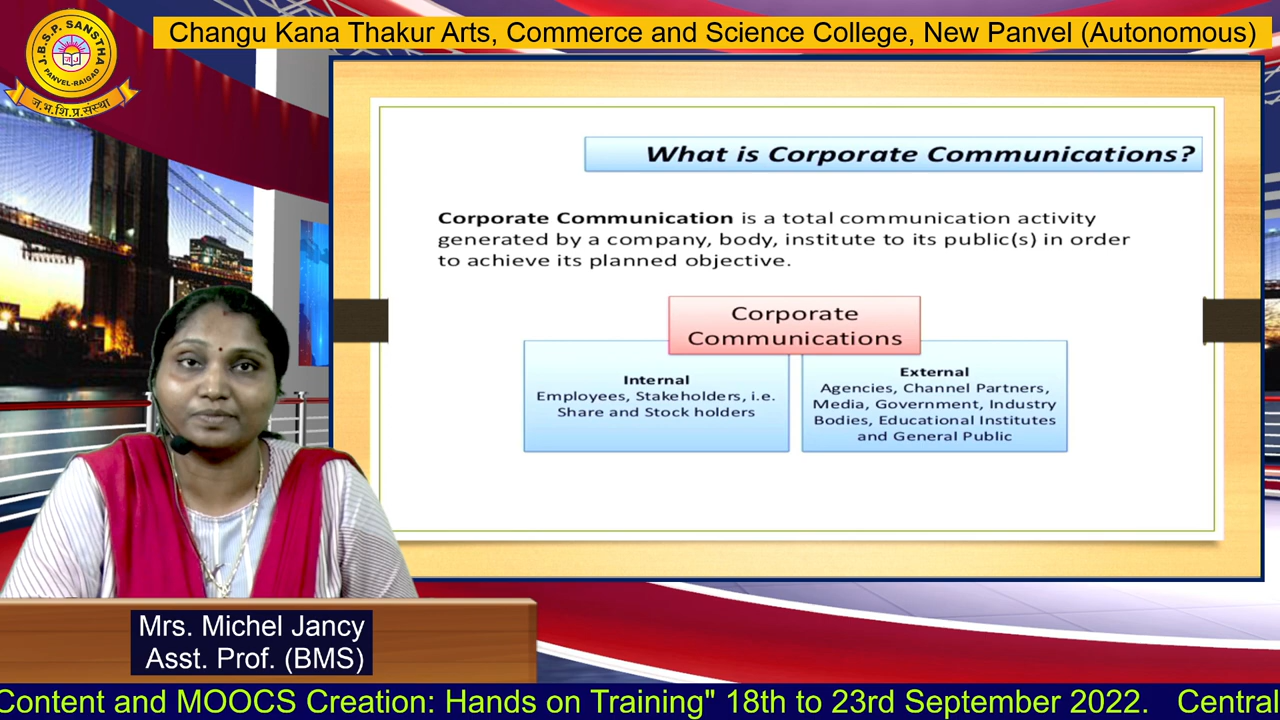 Changu Kana Thakur Arts, Commerce and Science College, New Panvel (Autonomous)
J.B.S.P. SANSTHA
PANVEL-RAIGAD
ज.भ.शि.प्र.संस्था
What is Corporate Communications?
Corporate Communication is a total communication activity
generated by a company, body, institute to its public(s) in order
to achieve its planned objective.
Corporate
Communications
Internal
Employees, Stakeholders, i.e.
Share and Stock holders
External
Agencies, Channel Partners,
Media, Government, Industry
Bodies, Educational Institutes
and General Public
Mrs. Michel Jancy
Asst. Prof. (BMS)
Content and MOOCS Creation: Hands on Training" 18th to 23rd September 2022. Central